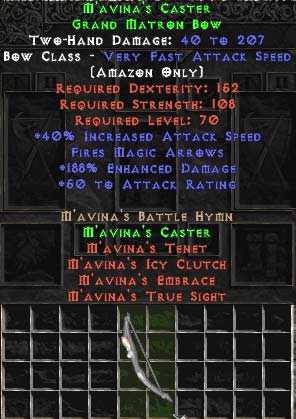 M'avina's Caster
Grand Matron Bow
Two-Hand Damage: 40 to 207
Bow Class - Very Fast Attack Speed
(Amazon Only)
Required Dexterity: 152
Required Strength: 108
Required Level: 70
+40% Increased Attack Speed
Fires Magic Arrows
+188% Enhanced Damage
+50 to Attack Rating
M'avina's Battle Hymn
M'avina's Caster
M'avina's Tenet
M'avina's Icy Clutch
M'avina's Embrace
M'avina's True Sight